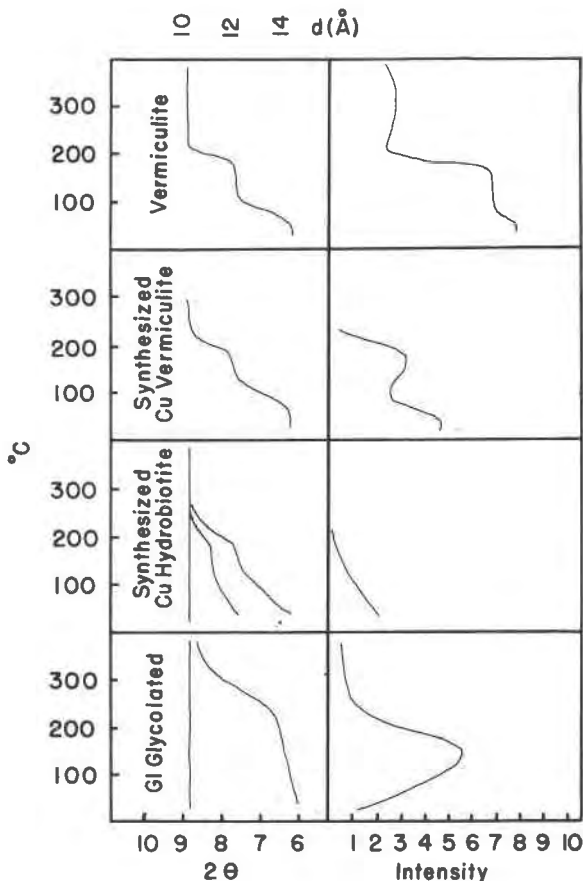 10 12 14 d(Å)
Vermiculite
300
200
100
Synthesized
Cu Vermiculite
300
200
100
°C
Synthesized
Cu Hydrobiotite
300
200
100
GI Glycolated
300
200
100
10 9 8 7 6
2θ
1 2 3 4 5 6 7 8 9 10
Intensity